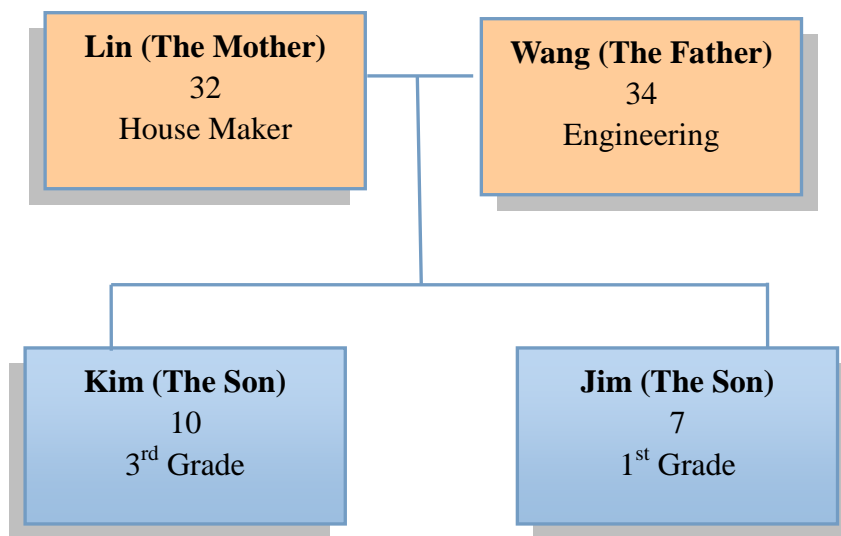 Lin (The Mother)
32
House Maker
Wang (The Father)
34
Engineering
Kim (The Son)
10
3rd Grade
Jim (The Son)
7
1st Grade